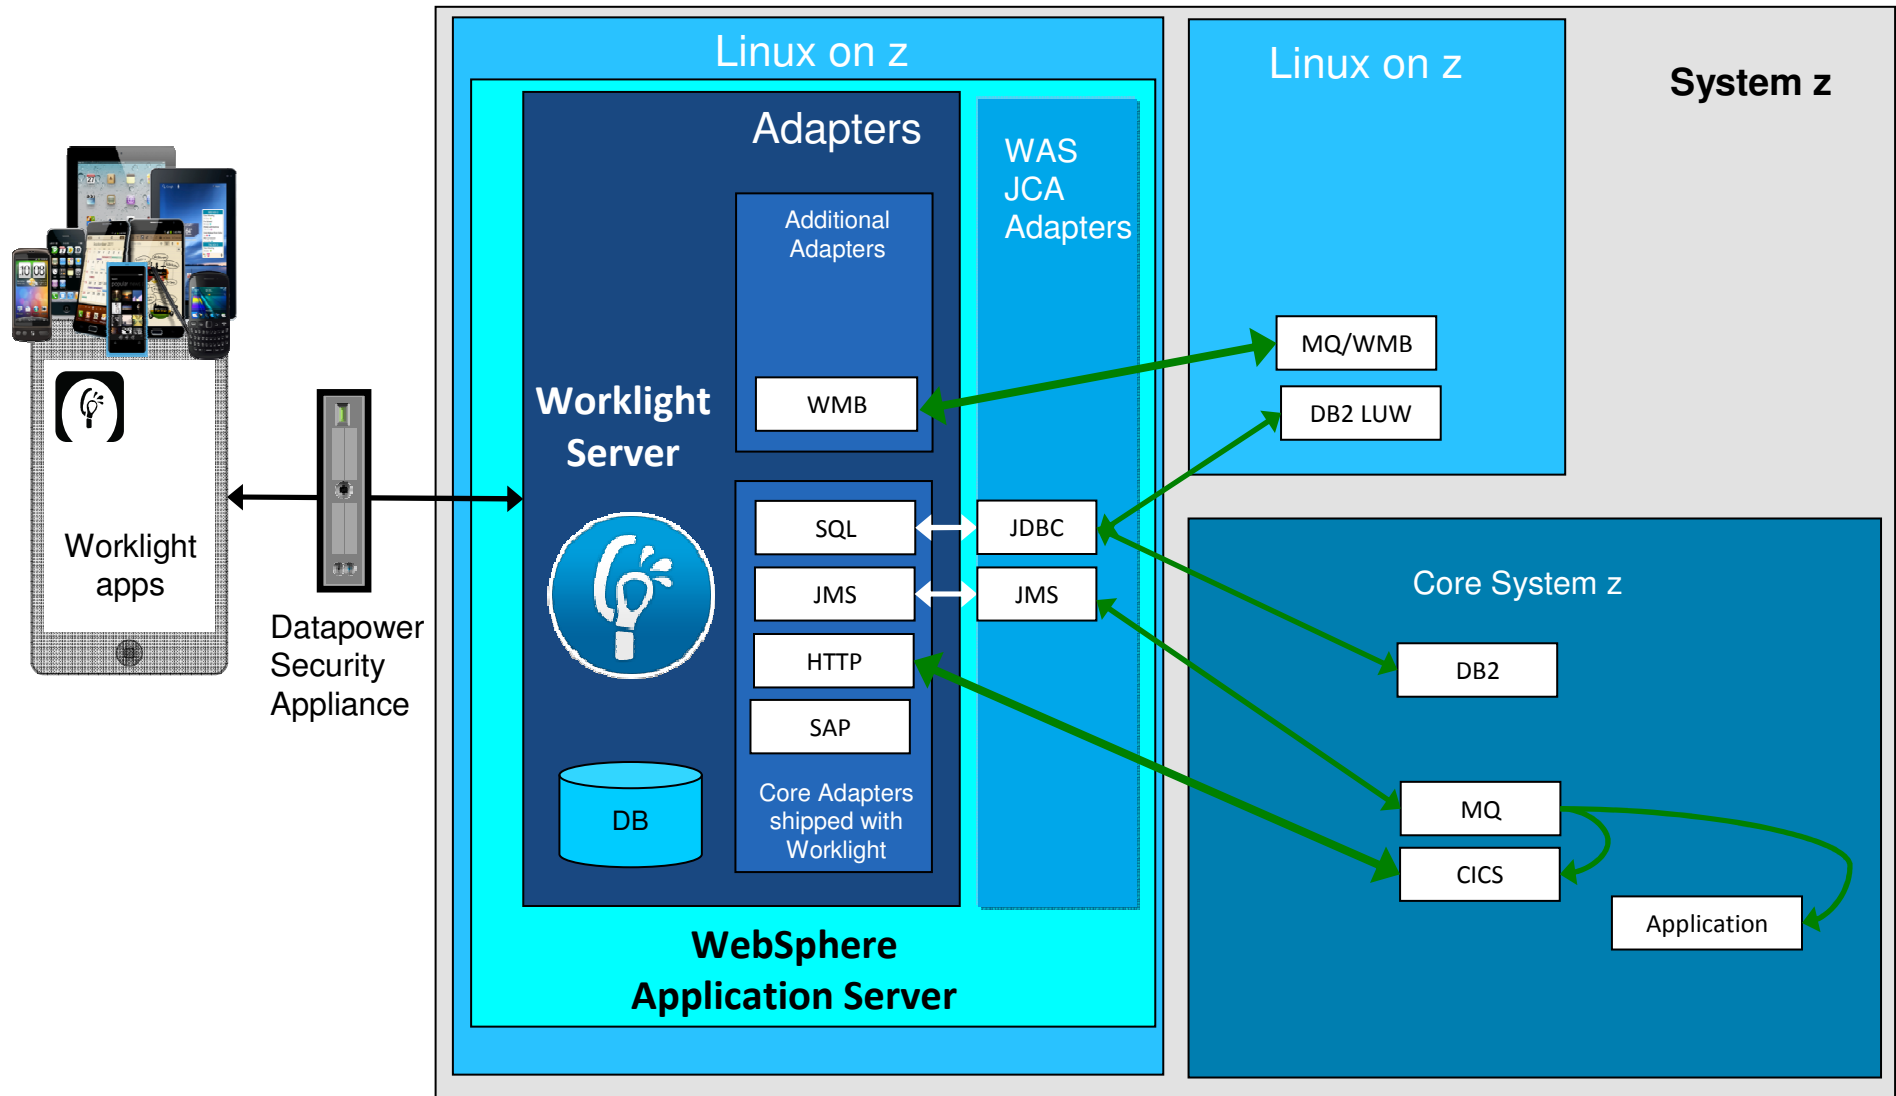 Linux on z
Linux on z
System z
Adapters
WAS
JCA
Adapters
Additional
Adapters
MQ/WMB
WMB
DB2 LUW
Worklight
Server
SQL
JDBC
JMS
JMS
HTTP
SAP
Core Adapters
shipped with
Worklight
DB
WebSphere
Application Server
Worklight
apps
Datapower
Security
Appliance
Core System z
DB2
MQ
CICS
Application